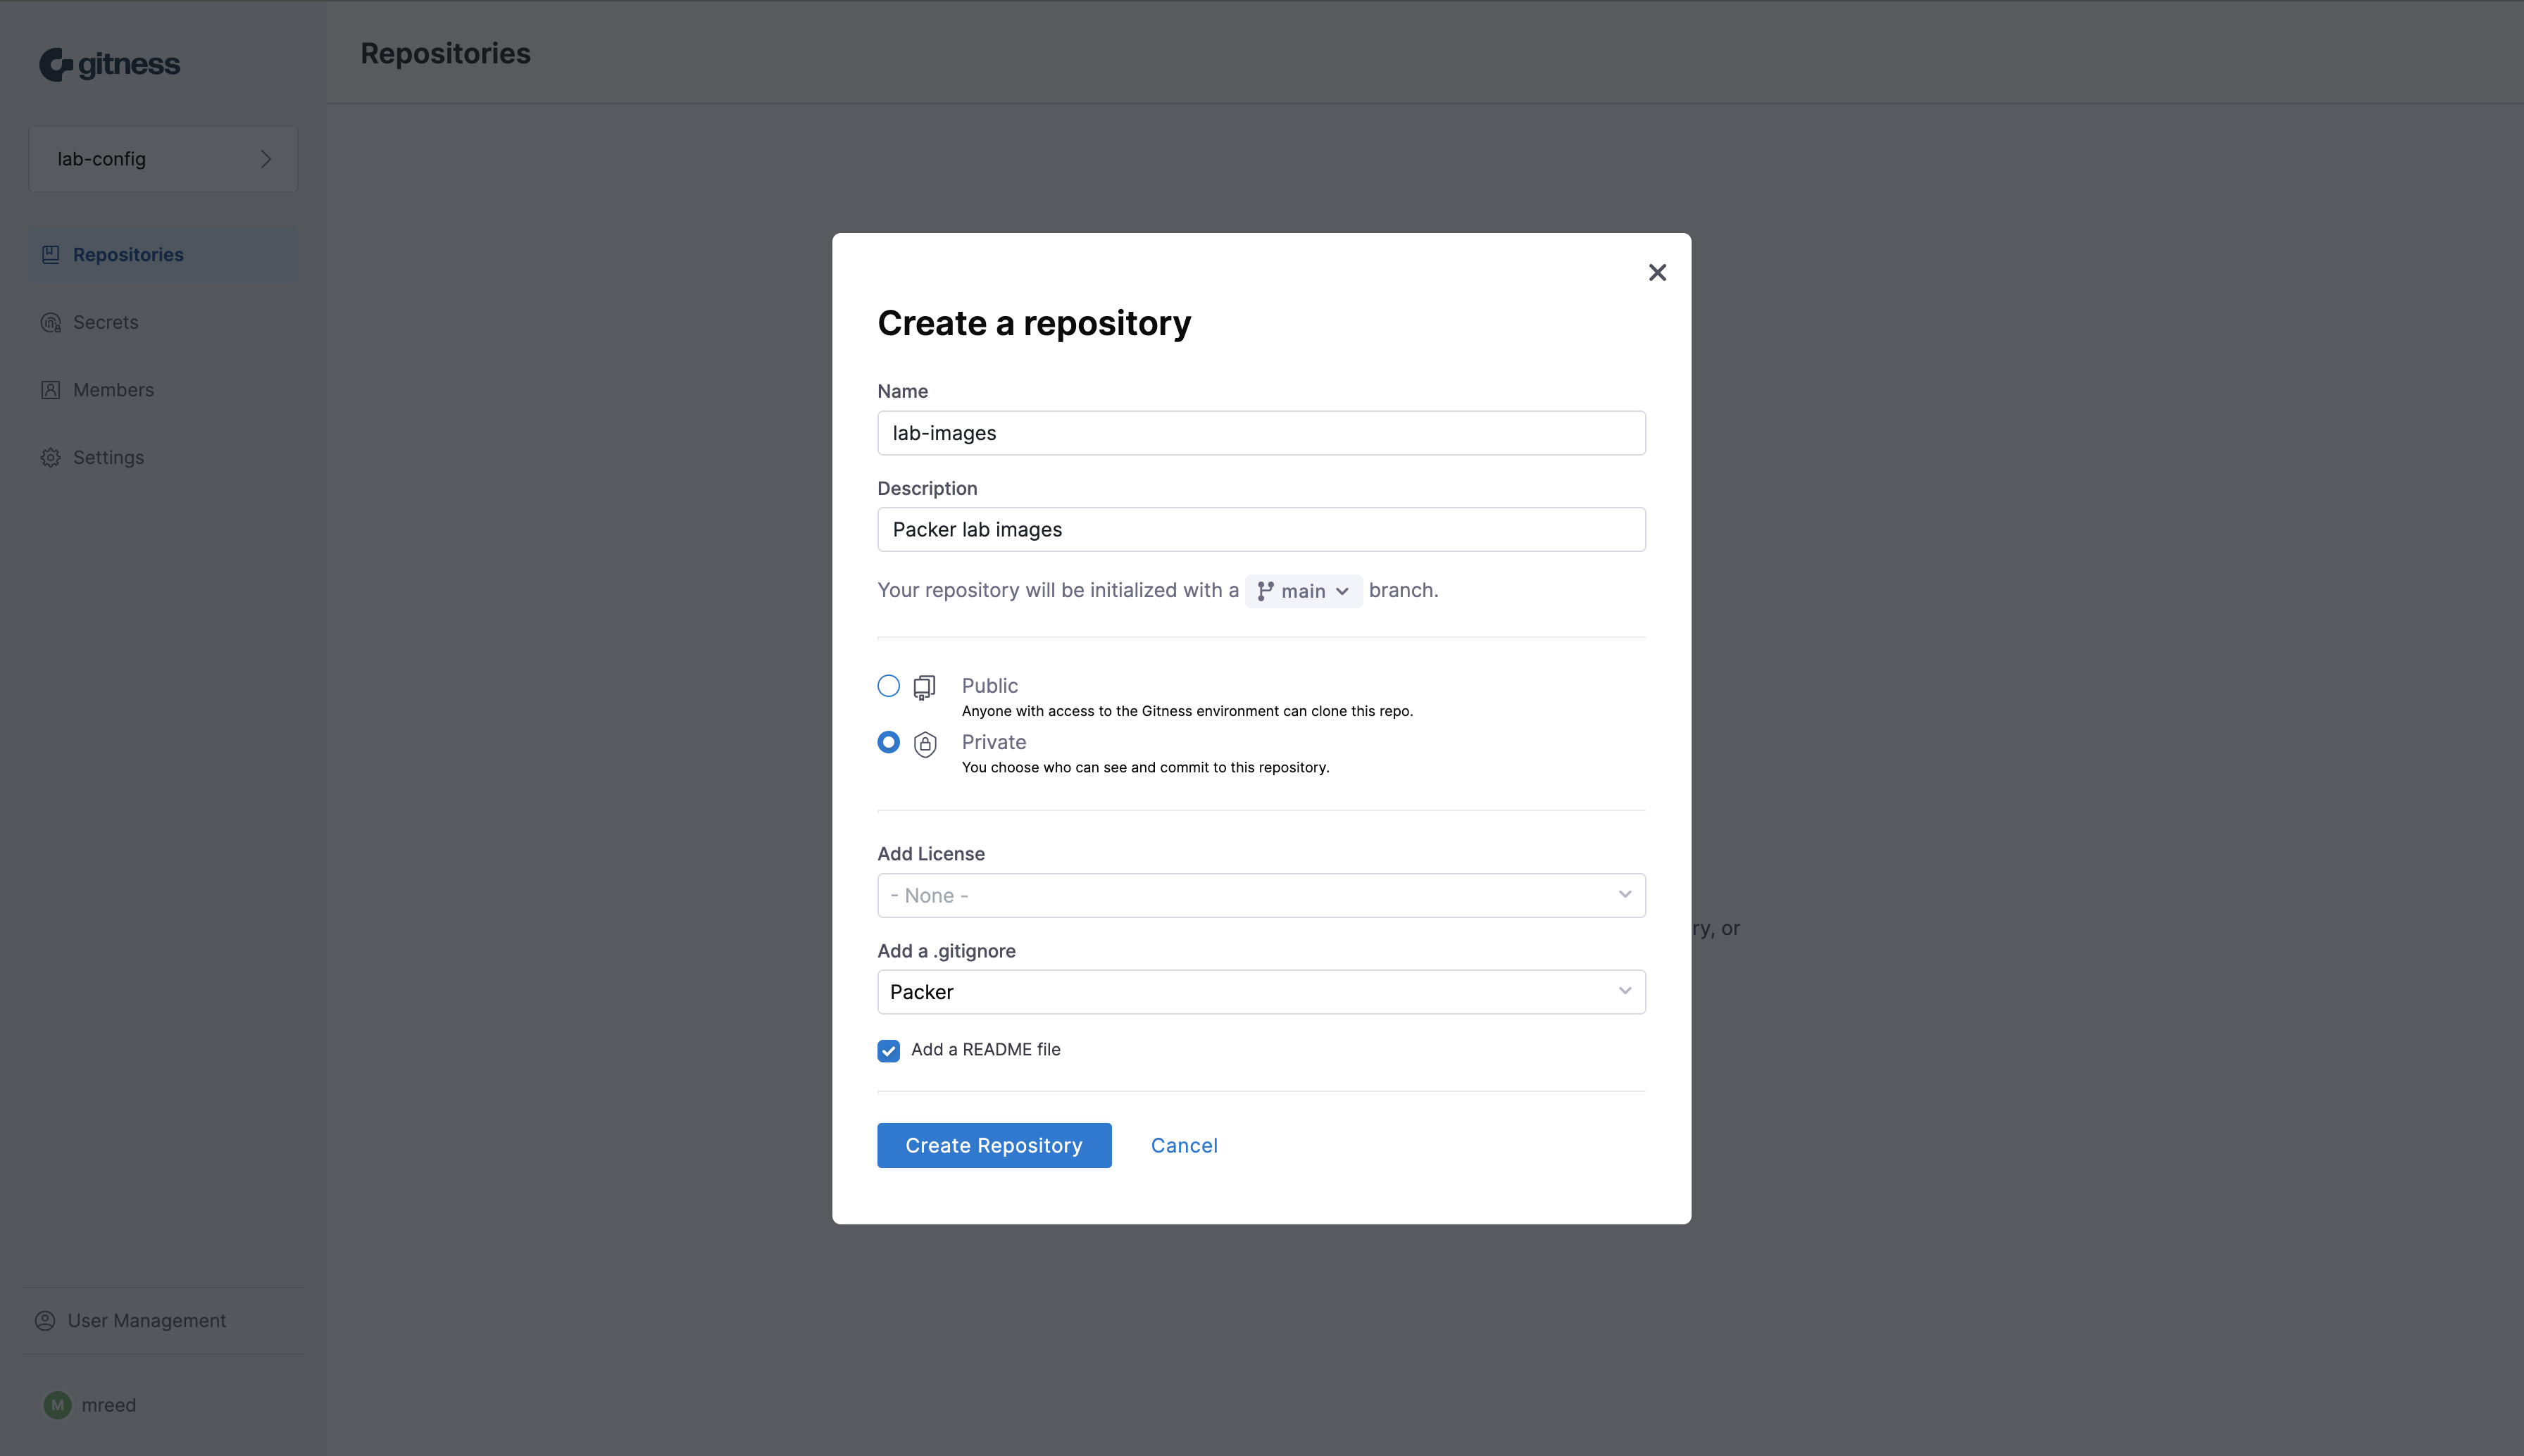 gitness
Repositories
lab-config
Repositories
Secrets
Members
Settings
Create a repository
Name
lab-images
Description
Packer lab images
Your repository will be initialized with a main branch.
Public
Anyone with access to the Gitness environment can clone this repo.
Private
You choose who can see and commit to this repository.
Add License
- None -
ry, or
Add a .gitignore
Packer
Add a README file
Create Repository Cancel
User Management
M mreed